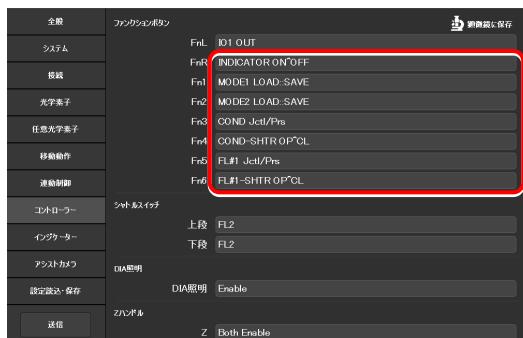 全般
システム
接続
光学素子
任意光学素子
移動動作
連動制御
コントローラー
インジケーター
アシストカメラ
設定読込・保存
送信
ファンクションボタン
顕微鏡に保存
FnL IO1 OUT
FnR INDICATOR ON^OFF
Fn1 MODE1 LOAD::SAVE
Fn2 MODE2 LOAD::SAVE
Fn3 COND Jctl/Prs
Fn4 COND-SHTR OP^CL
Fn5 FL#1 Jctl/Prs
Fn6 FL#1-SHTR OP^CL
シャトルスイッチ
上段 FL2
下段 FL2
DIA照明
DIA照明 Enable
Zハンドル
Z Both Enable